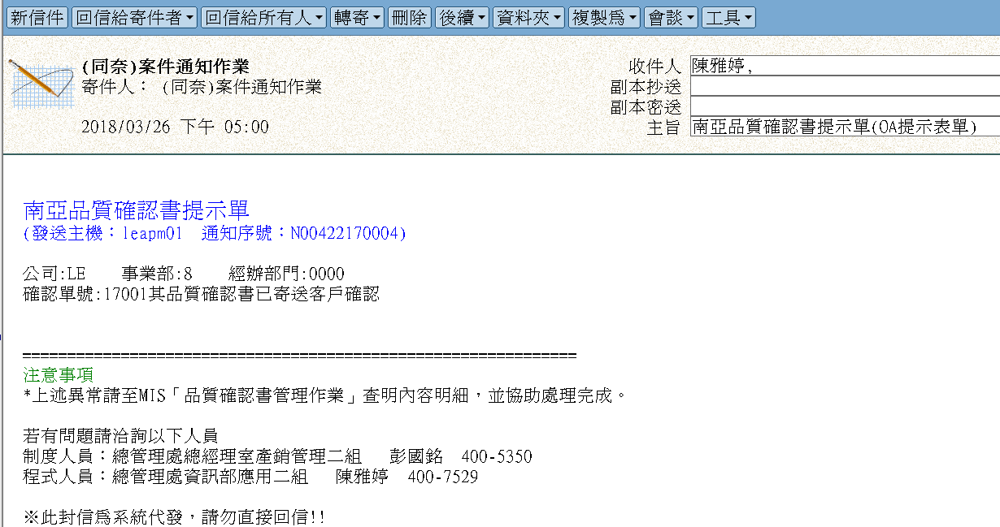 新信件 回信給寄件者 回信給所有人 轉寄 刪除 後續 資料夾 複製為 會談 工具
(同奈)案件通知作業
寄件人： (同奈)案件通知作業
2018/03/26 下午 05:00
收件人 陳雅婷,
副本抄送
副本密送
主旨 南亞品質確認書提示單(OA提示表單)
南亞品質確認書提示單
(發送主機：leapm01 通知序號：N00422170004)
公司:LE 事業部:8 經辦部門:0000
確認單號:17001其品質確認書已寄送客戶確認
==============================================================
注意事項
*上述異常請至MIS「品質確認書管理作業」查明內容明細，並協助處理完成。
若有問題請洽詢以下人員
制度人員：總管理處總經理室產銷管理二組 彭國銘 400-5350
程式人員：總管理處資訊部應用二組 陳雅婷 400-7529
※此封信為系統代發，請勿直接回信!!